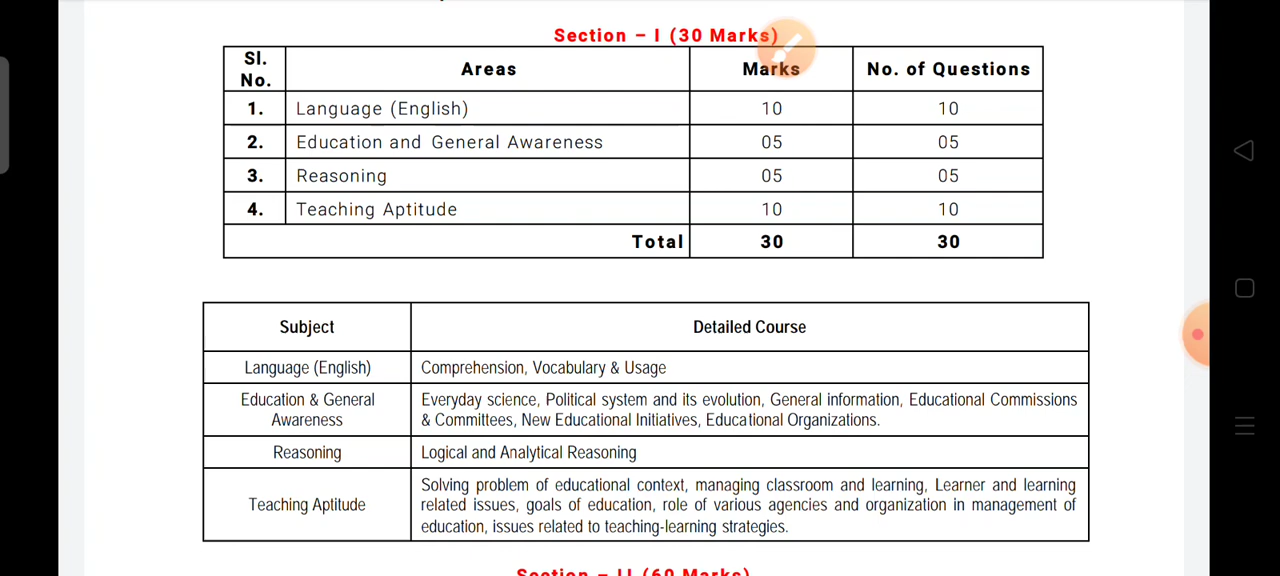 Section – I (30 Marks)
Sl. No. Areas Marks No. of Questions
1. Language (English) 10 10
2. Education and General Awareness 05 05
3. Reasoning 05 05
4. Teaching Aptitude 10 10
Total 30 30
Subject Detailed Course
Language (English) Comprehension, Vocabulary & Usage
Education & General Awareness Everyday science, Political system and its evolution, General information, Educational Commissions
& Committees, New Educational Initiatives, Educational Organizations.
Reasoning Logical and Analytical Reasoning
Teaching Aptitude Solving problem of educational context, managing classroom and learning, Learner and learning
related issues, goals of education, role of various agencies and organization in management of
education, issues related to teaching-learning strategies.
Section – II (60 Marks)